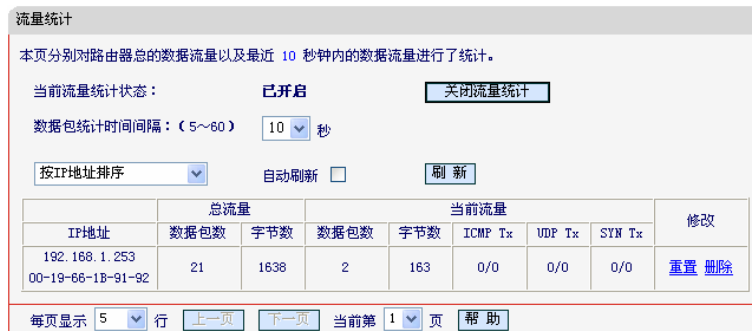 流量统计
本页分别对路由器总的数据流量以及最近 10 秒钟内的数据流量进行了统计。
当前流量统计状态： 已开启 关闭流量统计
数据包统计时间间隔：（5～60） 10 秒
按IP地址排序 自动刷新 刷 新
总流量 当前流量 修改
IP地址 数据包数 字节数 数据包数 字节数 ICMP Tx UDP Tx SYN Tx
192.168.1.253
00-19-66-1B-91-92 21 1638 2 163 0/0 0/0 0/0 重置 删除
每页显示 5 行 上一页 下一页 当前第 1 页 帮 助